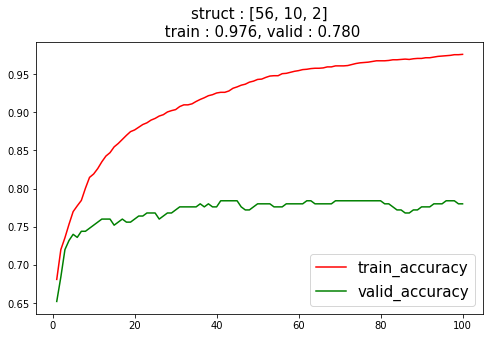 struct : [56, 10, 2]
train : 0.976, valid : 0.780
0.95
0.90
0.85
0.80
0.75
0.70
0.65
train_accuracy
valid_accuracy
0 20 40 60 80 100